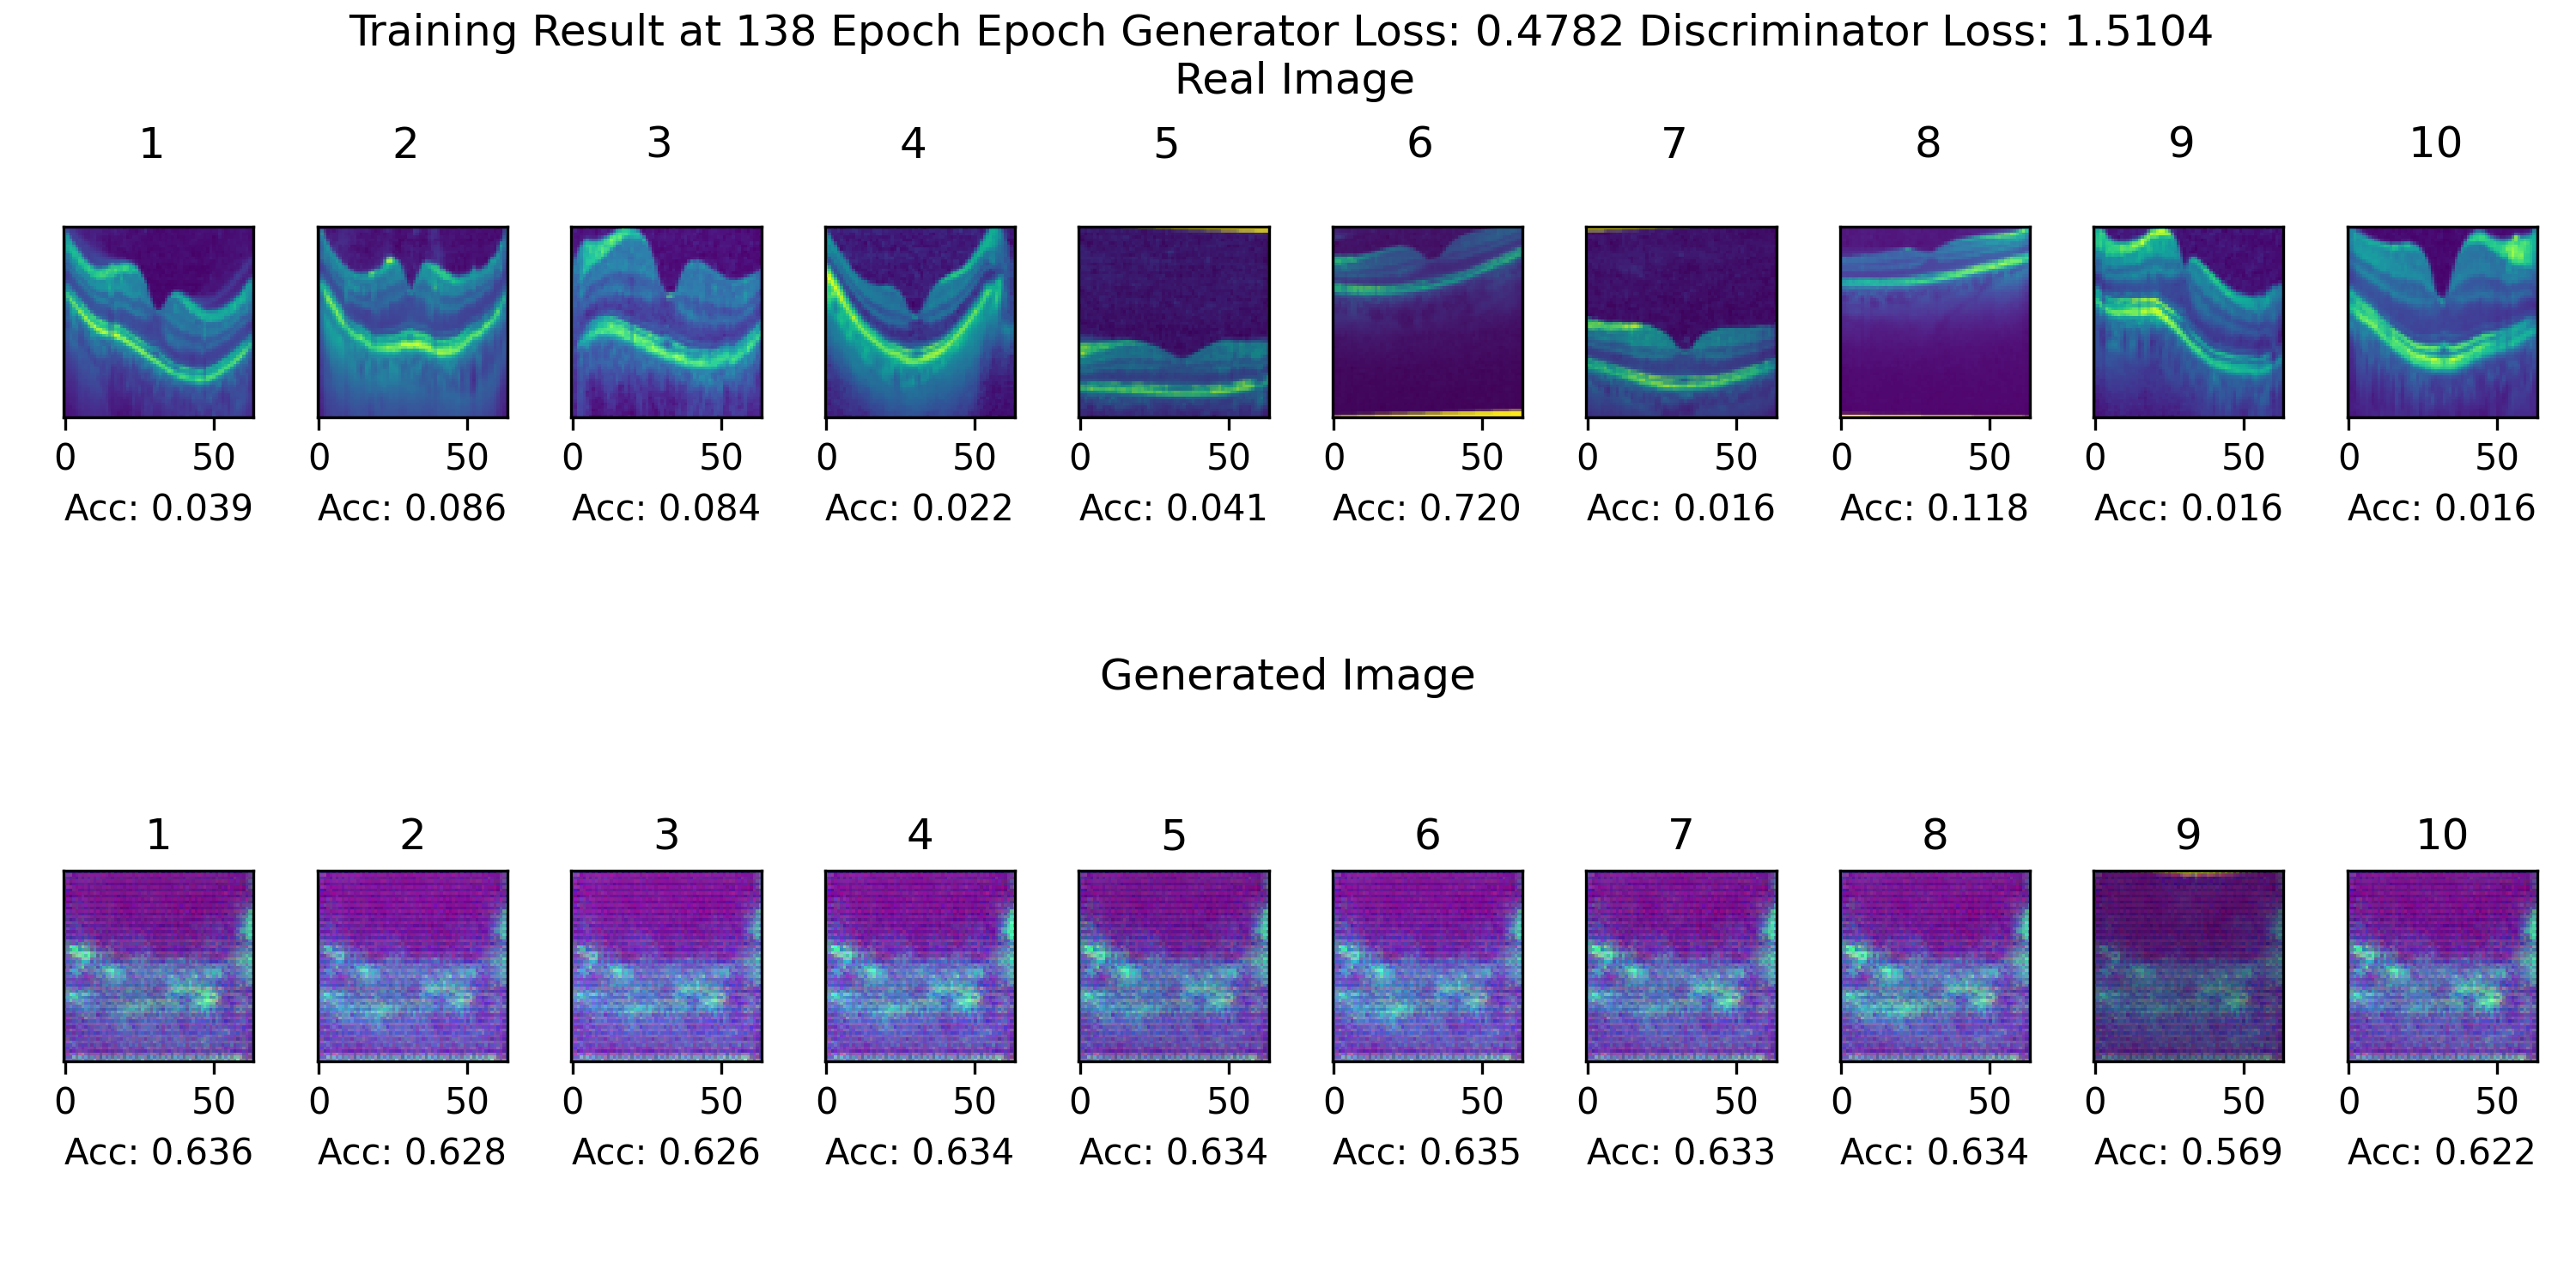 Training Result at 138 Epoch Epoch Generator Loss: 0.4782 Discriminator Loss: 1.5104
Real Image
1 2 3 4 5 6 7 8 9 10
0 50 0 50 0 50 0 50 0 50 0 50 0 50 0 50 0 50 0 50
Acc: 0.039 Acc: 0.086 Acc: 0.084 Acc: 0.022 Acc: 0.041 Acc: 0.720 Acc: 0.016 Acc: 0.118 Acc: 0.016 Acc: 0.016
Generated Image
1 2 3 4 5 6 7 8 9 10
0 50 0 50 0 50 0 50 0 50 0 50 0 50 0 50 0 50 0 50
Acc: 0.636 Acc: 0.628 Acc: 0.626 Acc: 0.634 Acc: 0.634 Acc: 0.635 Acc: 0.633 Acc: 0.634 Acc: 0.569 Acc: 0.622